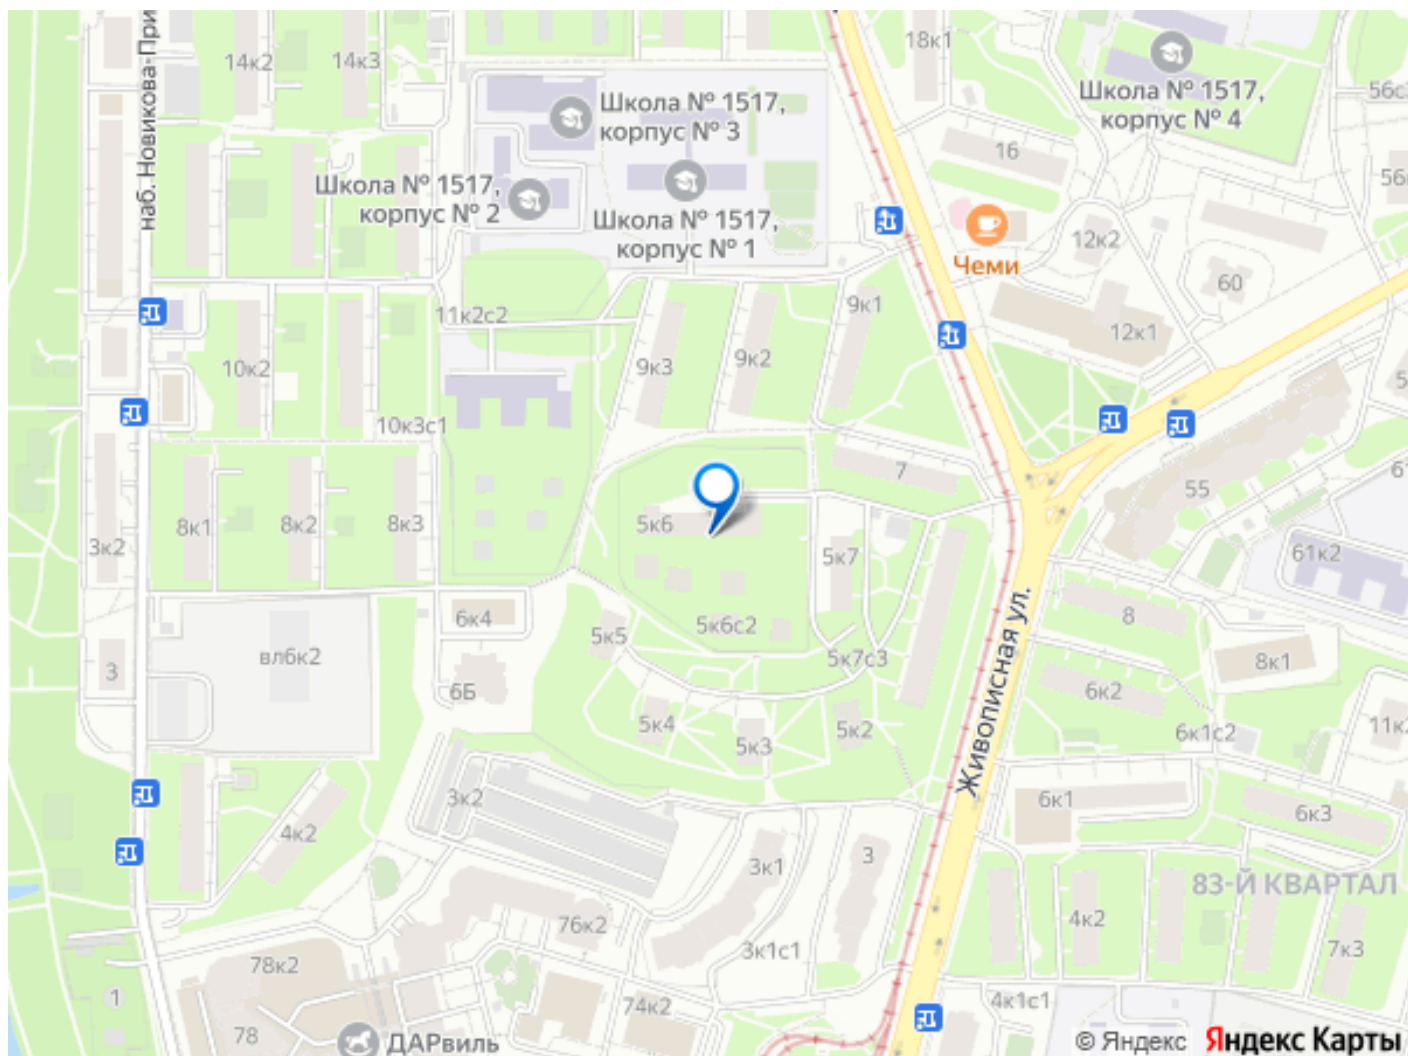 14к2
14к3
18к1
наб. Новикова-При
Школа № 1517,
корпус № 3
Школа № 1517,
корпус № 4
56с
16
56
Школа № 1517,
корпус № 2
Школа № 1517,
корпус № 1
12к2
Чеми
60
11к2с2
9к1
12к1
10к2
9к3
9к2
10к3с1
7
55
5к6
8к1
8к2
8к3
3к2
5к7
61к2
6к4
5к5
5к6с2
8
вл6к2
5к7с3
Живописная ул.
3
6Б
8к1
6к2
5к4
5к3
5к2
6к1с2
11к2
3к2
6к1
6к3
4к2
3к1
3
83-Й КВАРТАЛ
76к2
4к2
3к1с1
7к3
78к2
1
74к2
4к1с1
78
ДАРвиль
© Яндекс Яндекс Карты